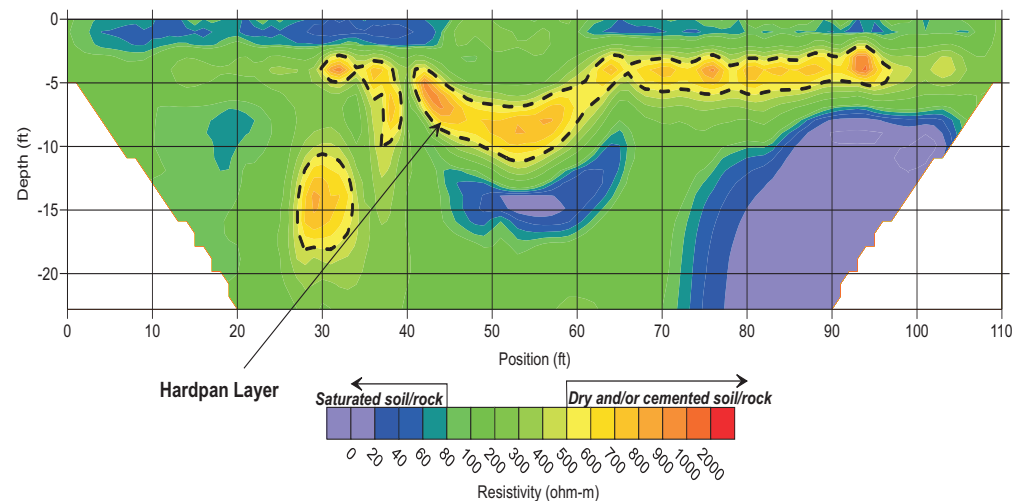 0
-5
-10
-15
-20
Depth (ft)
0 10 20 30 40 50 60 70 80 90 100 110
Position (ft)
Hardpan Layer
Saturated soil/rock
Dry and/or cemented soil/rock
0 20 40 60 80 100 200 300 400 500 600 700 800 900 1000 2000
Resistivity (ohm-m)